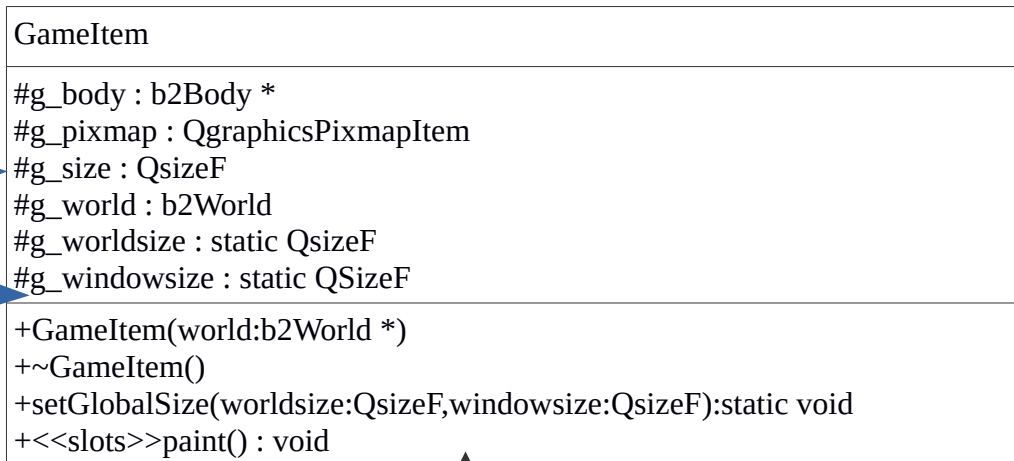 GameItem
#g_body : b2Body *
#g_pixmap : QgraphicsPixmapItem
#g_size : QsizeF
#g_world : b2World
#g_worldsize : static QsizeF
#g_windowsize : static QSizeF
+GameItem(world:b2World *)
+~GameItem()
+setGlobalSize(worldsize:QsizeF,windowsize:QsizeF):static void
+<<slots>>paint() : void